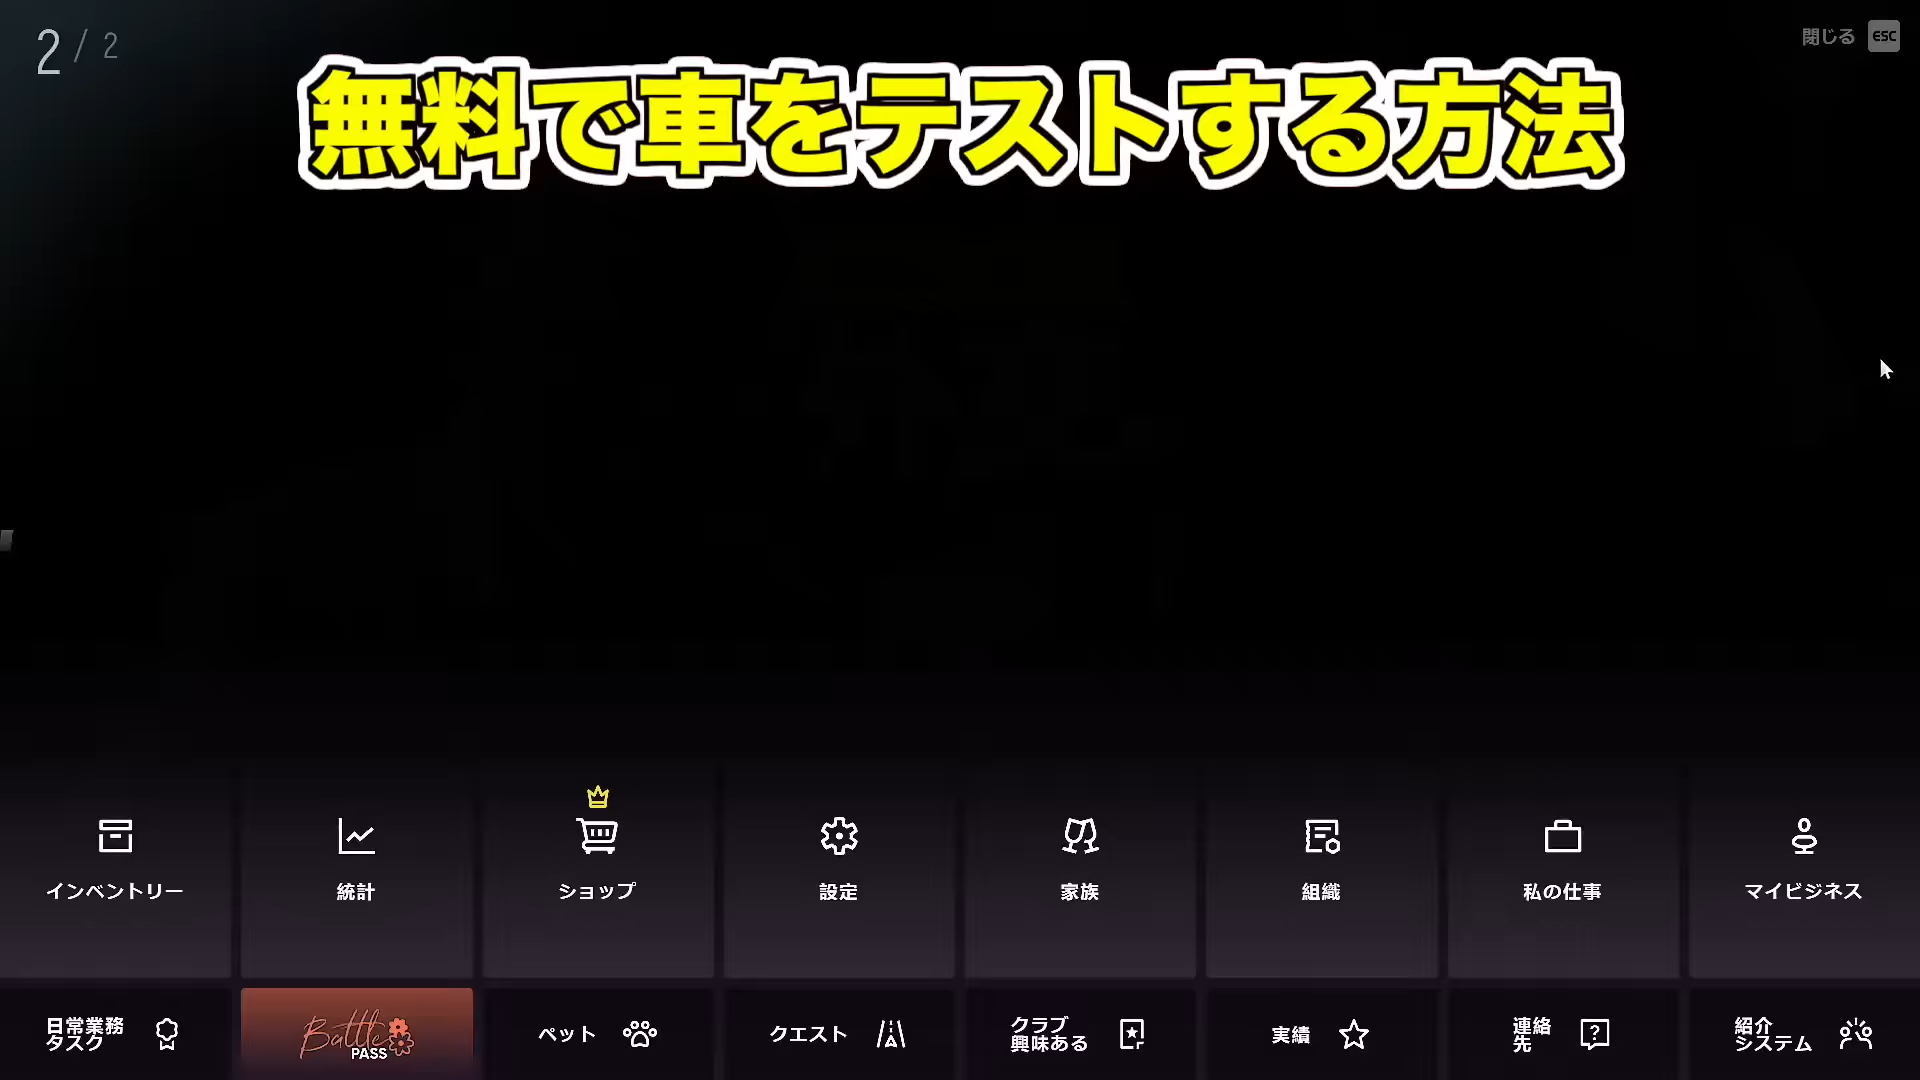 2 / 2
閉じる ESC
無料で車をテストする方法
インベントリー
統計
ショップ
設定
家族
組織
私の仕事
マイビジネス
日常業務
タスク
Battle
PASS
ペット
クエスト
クラブ
興味ある
実績
連絡
先
紹介
システム